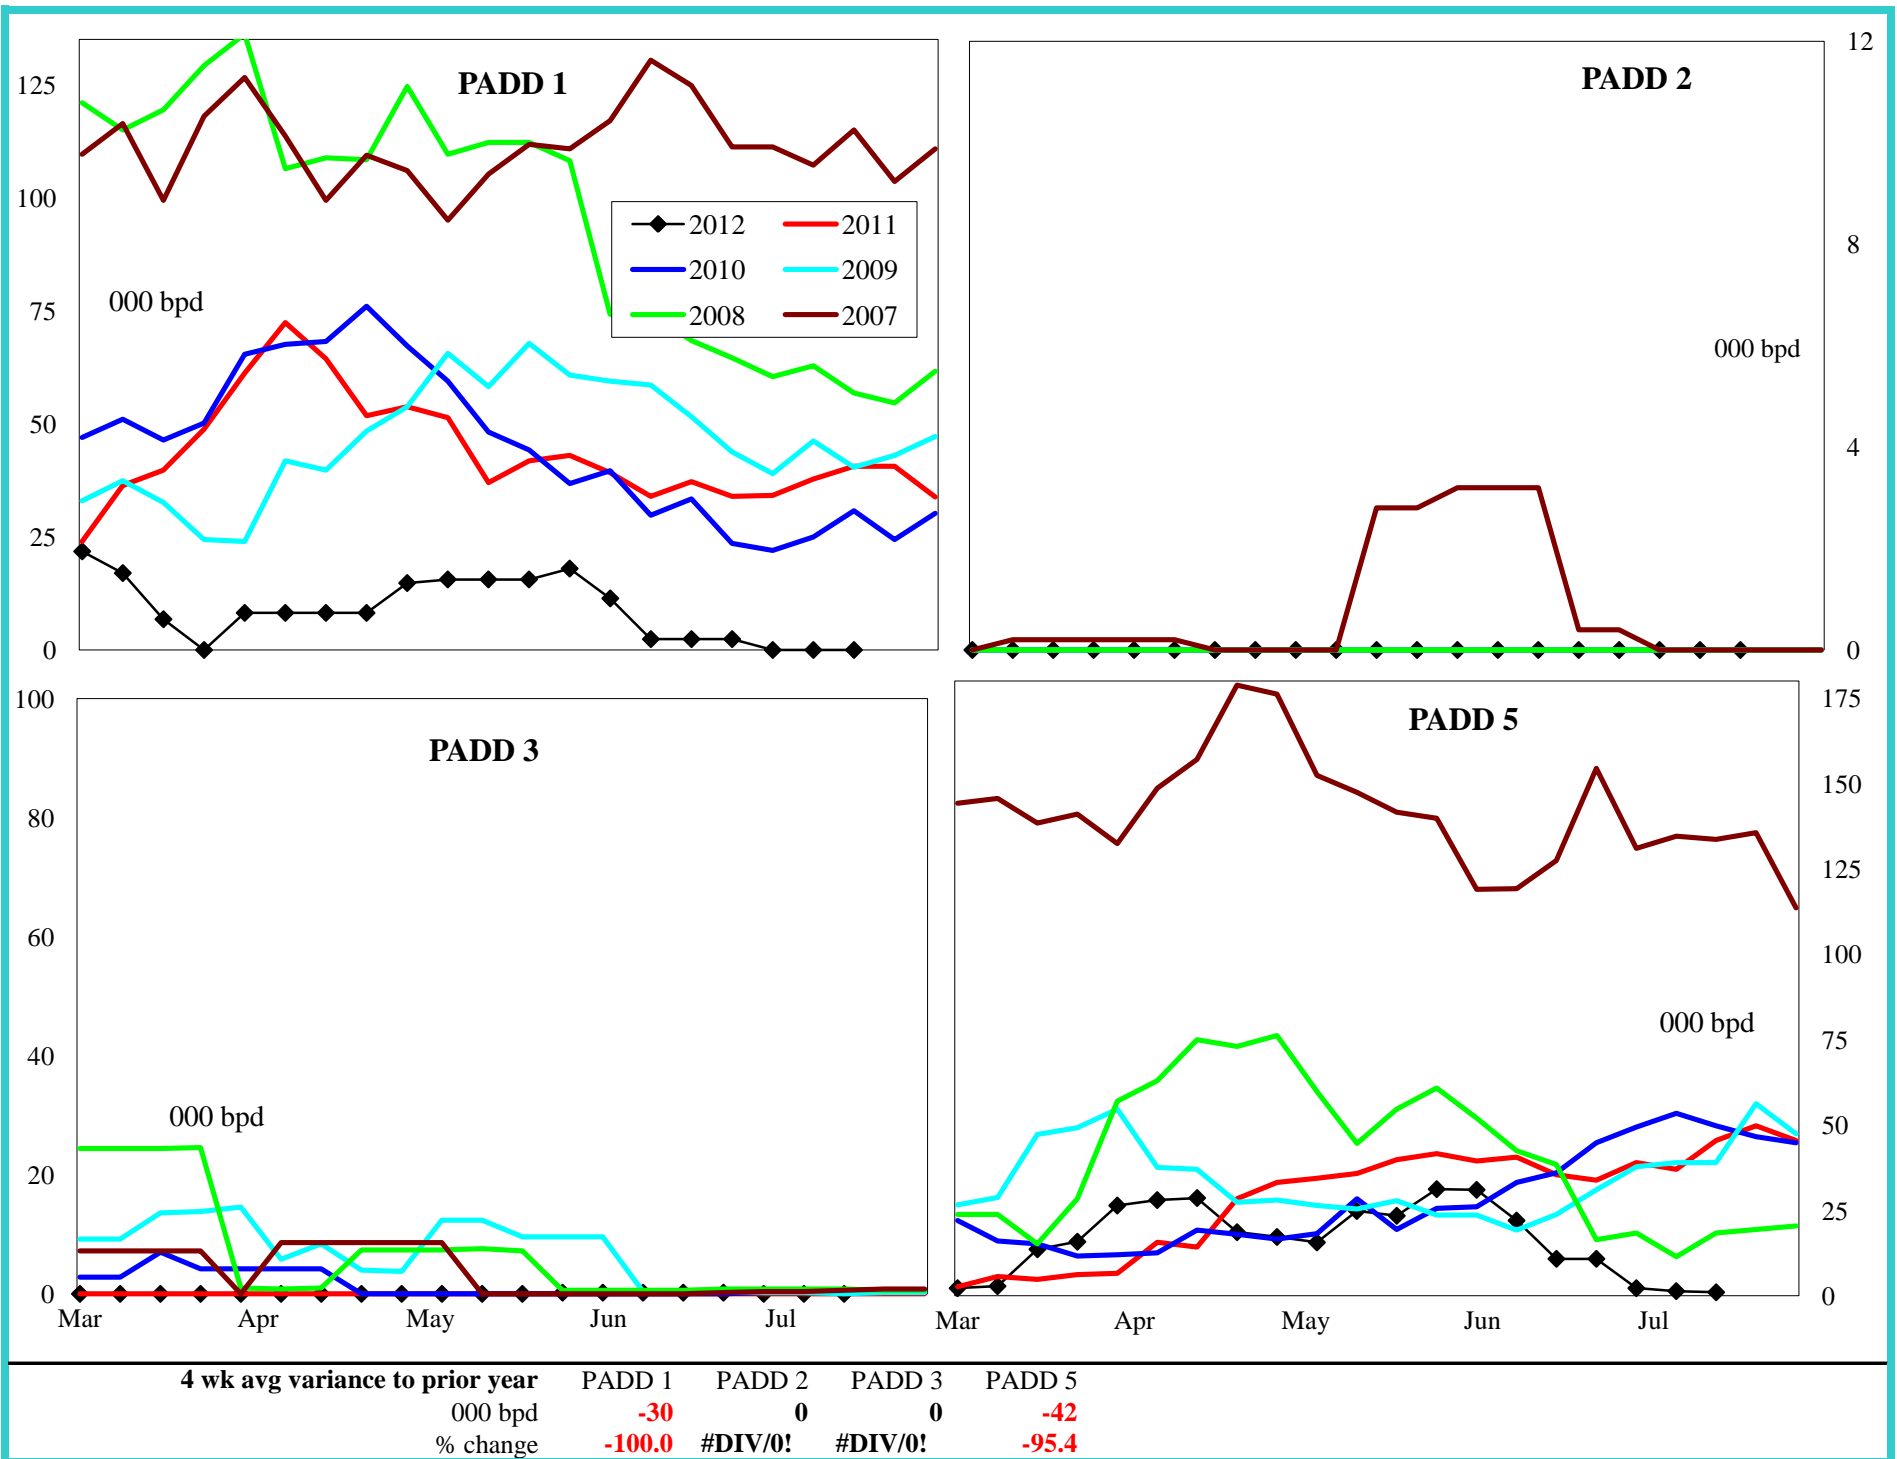 PADD 1
125
100
75
50
25
0
000 bpd
2012 2011
2010 2009
2008 2007
PADD 2
12
8
4
0
000 bpd
PADD 3
100
80
60
40
20
0
000 bpd
Mar Apr May Jun Jul
PADD 5
175
150
125
100
75
50
25
0
000 bpd
Mar Apr May Jun Jul
4 wk avg variance to prior year PADD 1 PADD 2 PADD 3 PADD 5
000 bpd -30 0 0 -42
% change -100.0 #DIV/0! #DIV/0! -95.4